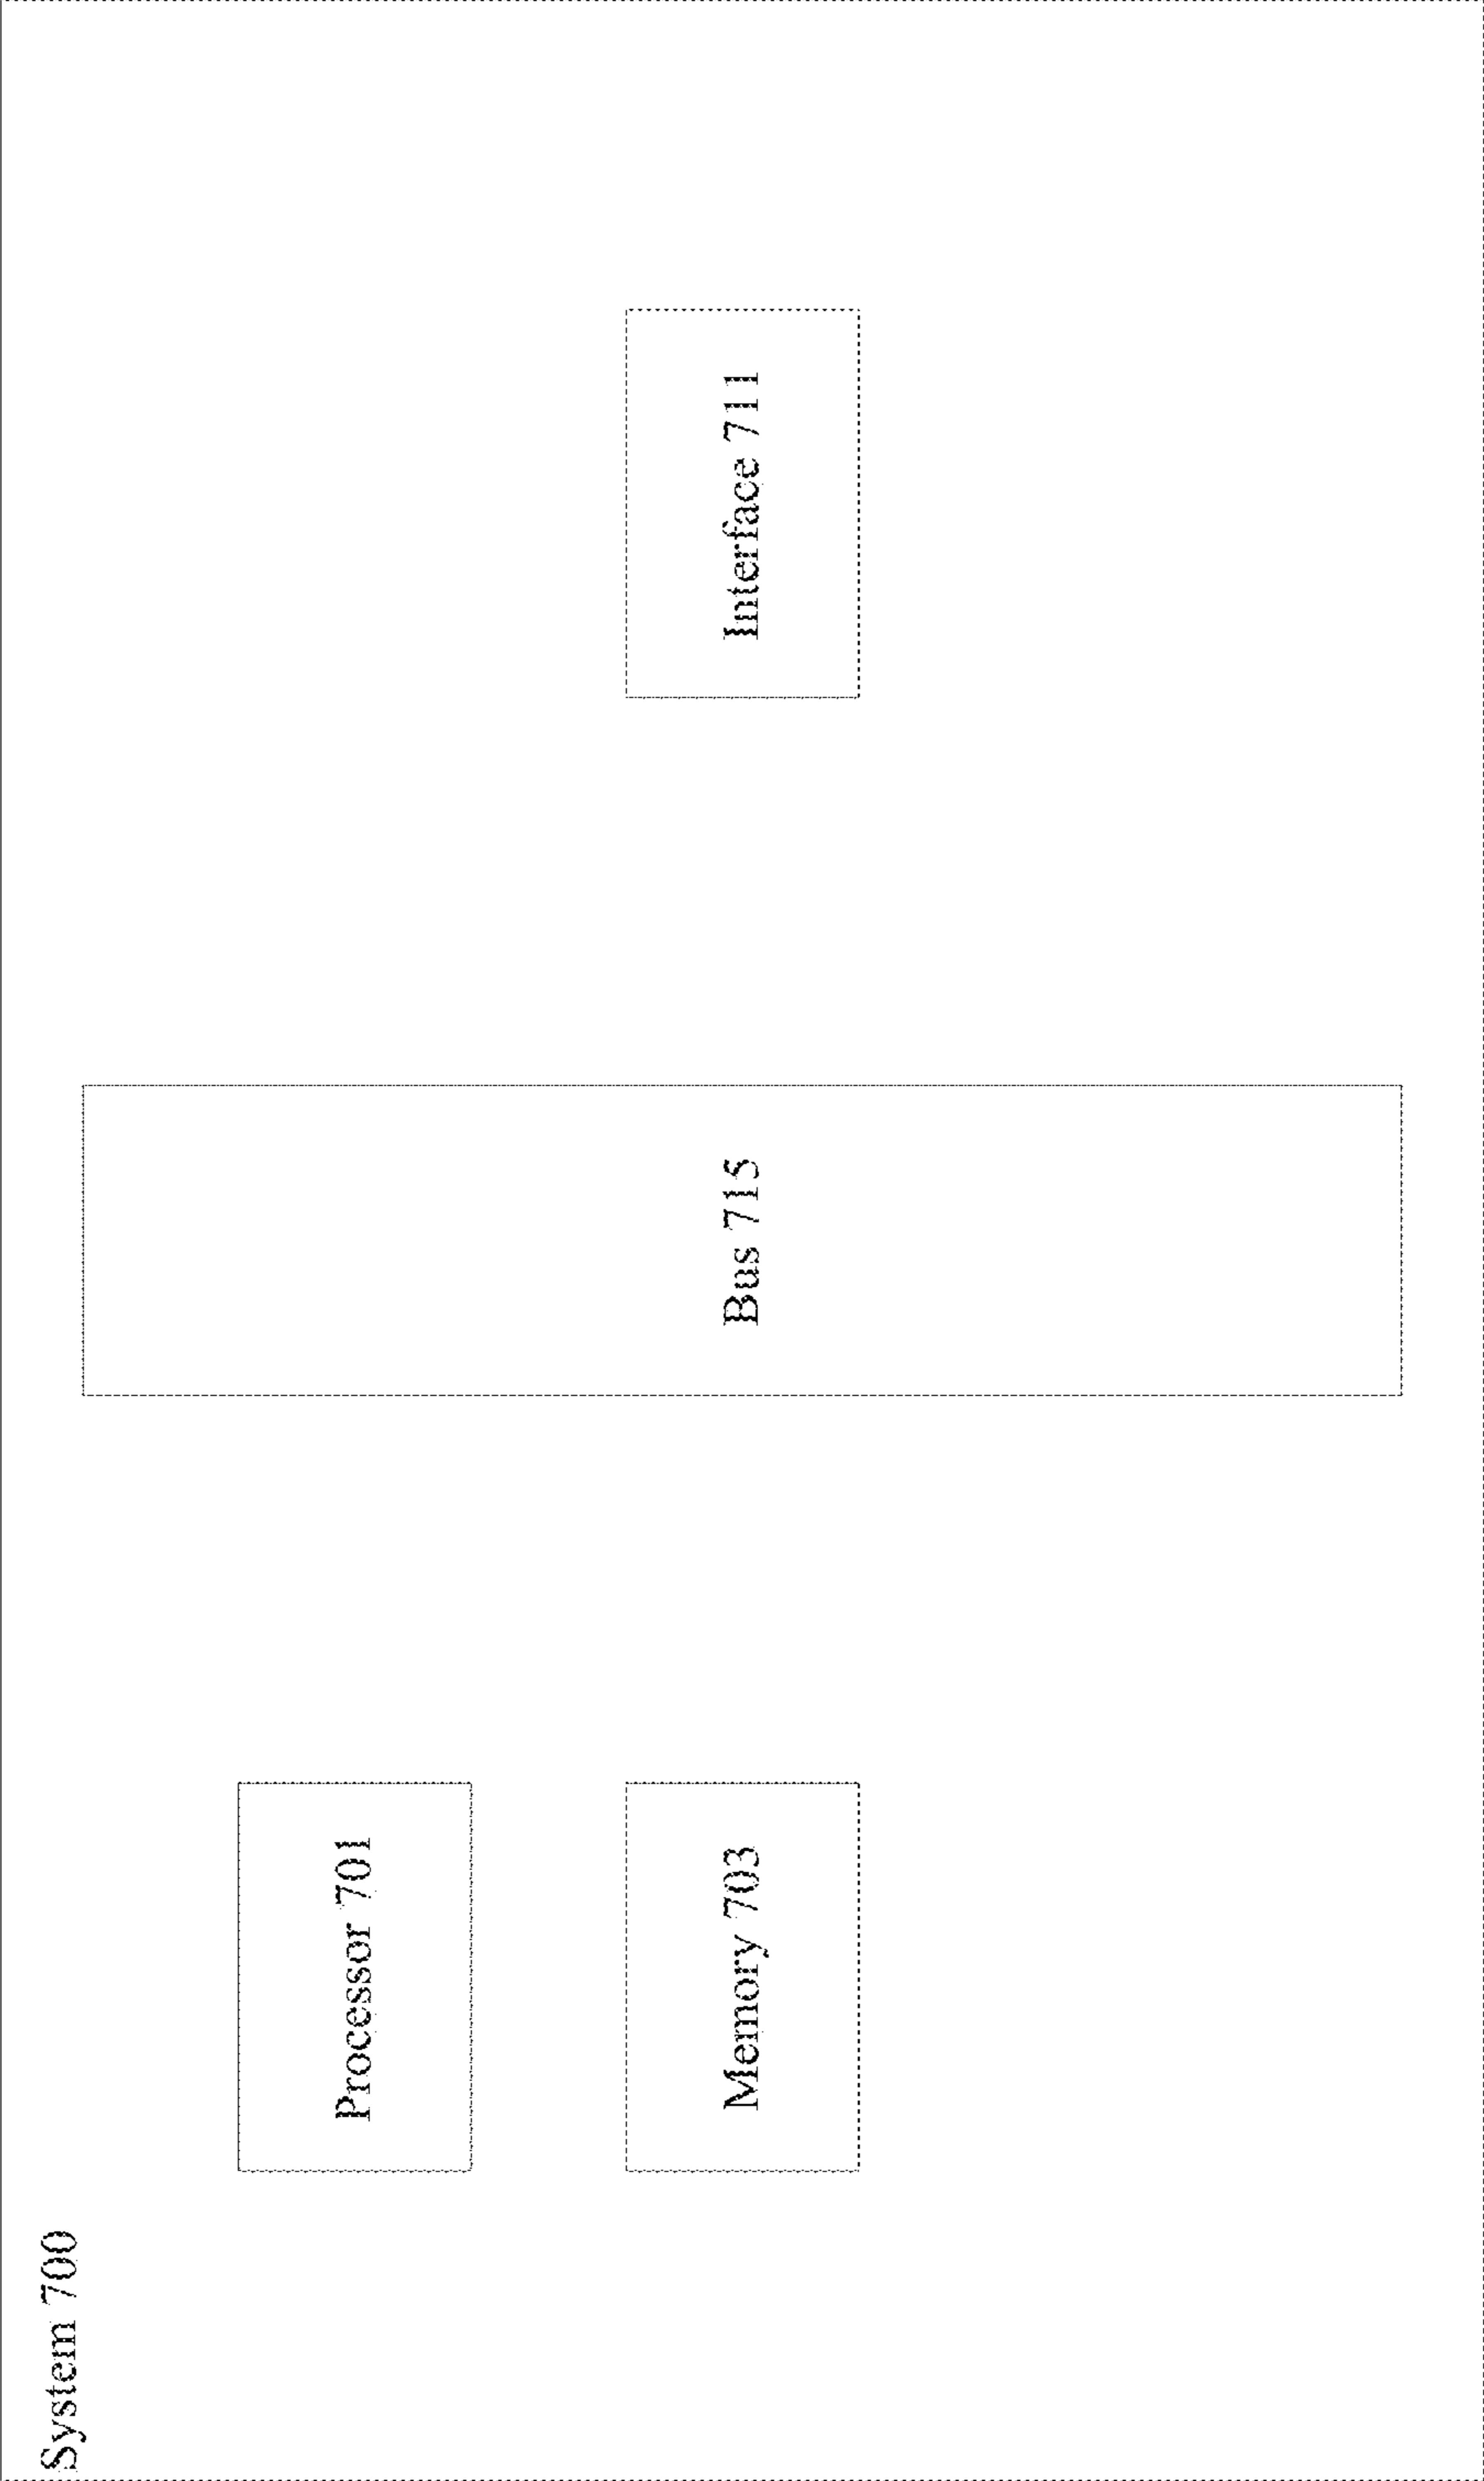 System 700
Processor 701
Memory 703
Bus 715
Interface 711